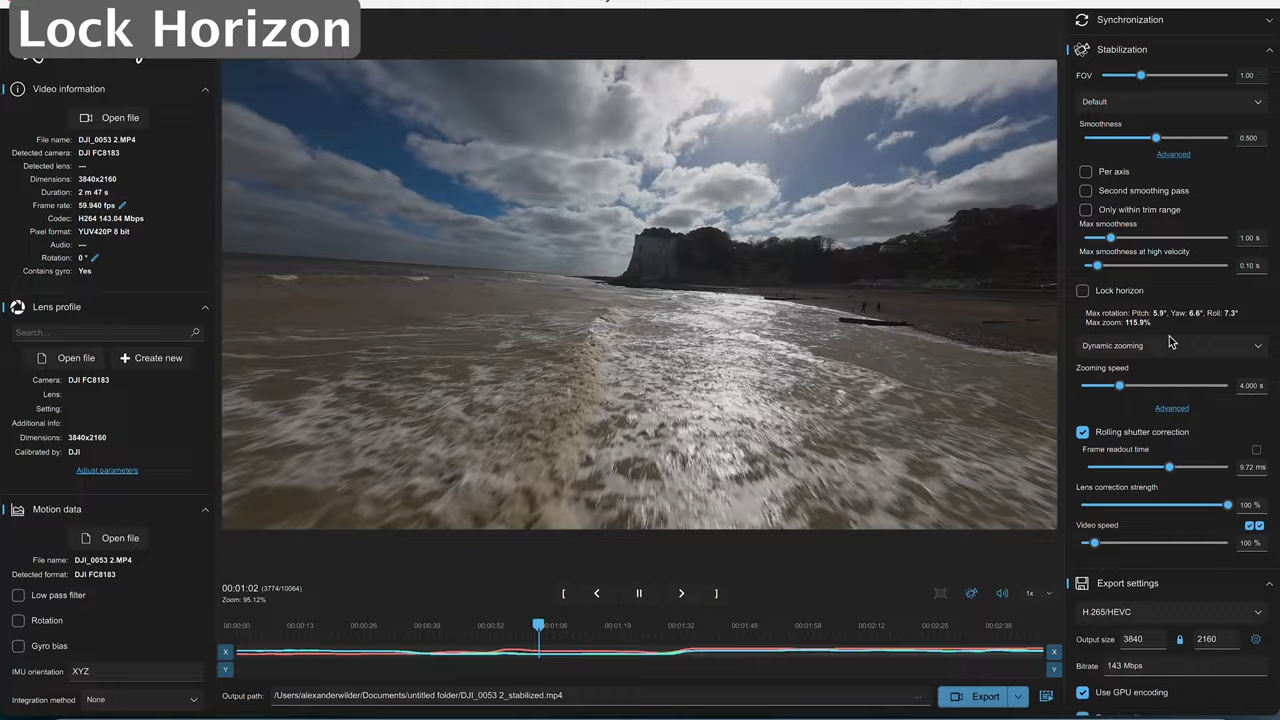 Lock Horizon
Video information
Open file
File name: DJI_0053 2.MP4
Detected camera: DJI FC8183
Detected lens: ---
Dimensions: 3840x2160
Duration: 2 m 47 s
Frame rate: 59.940 fps
Codec: H264 143.04 Mbps
Pixel format: YUV420P 8 bit
Audio: ---
Rotation: 0 °
Contains gyro: Yes
Lens profile
Search...
Open file
Create new
Camera: DJI FC8183
Lens:
Setting:
Additional info:
Dimensions: 3840x2160
Calibrated by: DJI
Adjust parameters
Motion data
Open file
File name: DJI_0053 2.MP4
Detected format: DJI FC8183
Low pass filter
Rotation
Gyro bias
IMU orientation XYZ
Integration method None
00:01:02 (3774/10064)
Zoom: 95.12%
[ ]
1x
00:00:00 00:00:13 00:00:26 00:00:39 00:00:52 00:01:06 00:01:19 00:01:32 00:01:45 00:01:58 00:02:12 00:02:25 00:02:38
X X
Y Y
Output path: /Users/alexanderwilder/Documents/untitled folder/DJI_0053 2_stabilized.mp4 ...
Export
Synchronization
Stabilization
FOV 1.00
Default
Smoothness
0.500
Advanced
Per axis
Second smoothing pass
Only within trim range
Max smoothness
1.00 s
Max smoothness at high velocity
0.10 s
Lock horizon
Max rotation: Pitch: 5.9°, Yaw: 6.6°, Roll: 7.3°
Max zoom: 115.9%
Dynamic zooming
Zooming speed
4.000 s
Advanced
Rolling shutter correction
Frame readout time
9.72 ms
Lens correction strength
100 %
Video speed
100 %
Export settings
H.265/HEVC
Output size 3840 2160
Bitrate 143 Mbps
Use GPU encoding